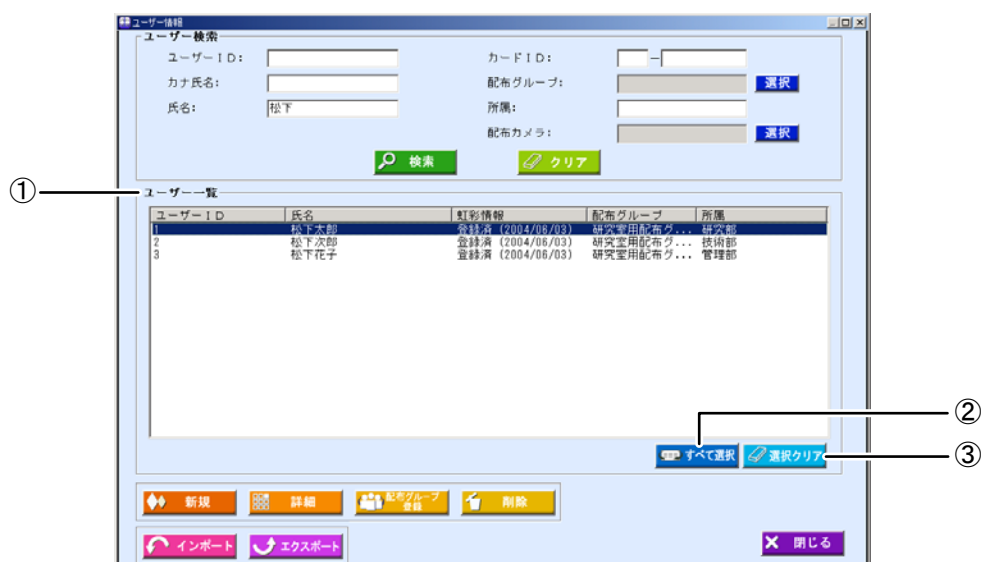 ユーザー情報
ユーザー検索
ユーザーID: カードID: －
カナ氏名: 配布グループ: 選択
氏名: 松下 所属:
配布カメラ: 選択
検索 クリア
①
ユーザー一覧
ユーザーID 氏名 虹彩情報 配布グループ 所属
1 松下太郎 登録済 (2004/08/03) 研究室用配布グ... 研究部
2 松下次郎 登録済 (2004/08/03) 研究室用配布グ... 技術部
3 松下花子 登録済 (2004/08/03) 研究室用配布グ... 管理部
②
すべて選択 選択クリア ③
新規 詳細 配布グループ登録 削除
インポート エクスポート 閉じる